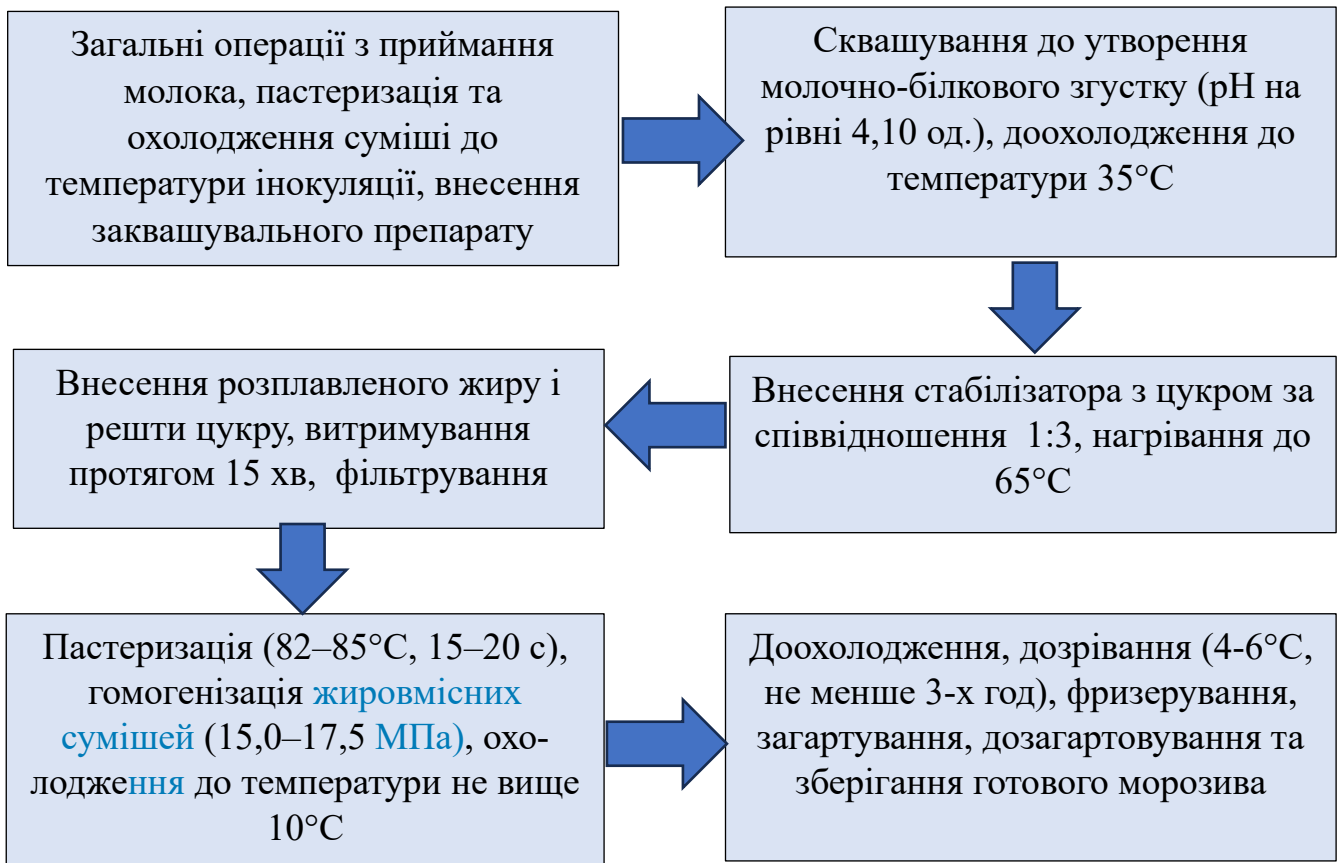 Загальні операції з приймання
молока, пастеризація та
охолодження суміші до
температури інокуляції, внесення
заквашувального препарату
Сквашування до утворення
молочно-білкового згустку (рН на
рівні 4,10 од.), доохолодження до
температури 35°С
Внесення стабілізатора з цукром за
співвідношення 1:3, нагрівання до
65°С
Внесення розплавленого жиру і
решти цукру, витримування
протягом 15 хв, фільтрування
Пастеризація (82–85°С, 15–20 с),
гомогенізація жировмісних
сумішей (15,0–17,5 МПа), охо-
лодження до температури не вище
10°С
Доохолодження, дозрівання (4-6°С,
не менше 3-х год), фризерування,
загартування, дозагартовування та
зберігання готового морозива